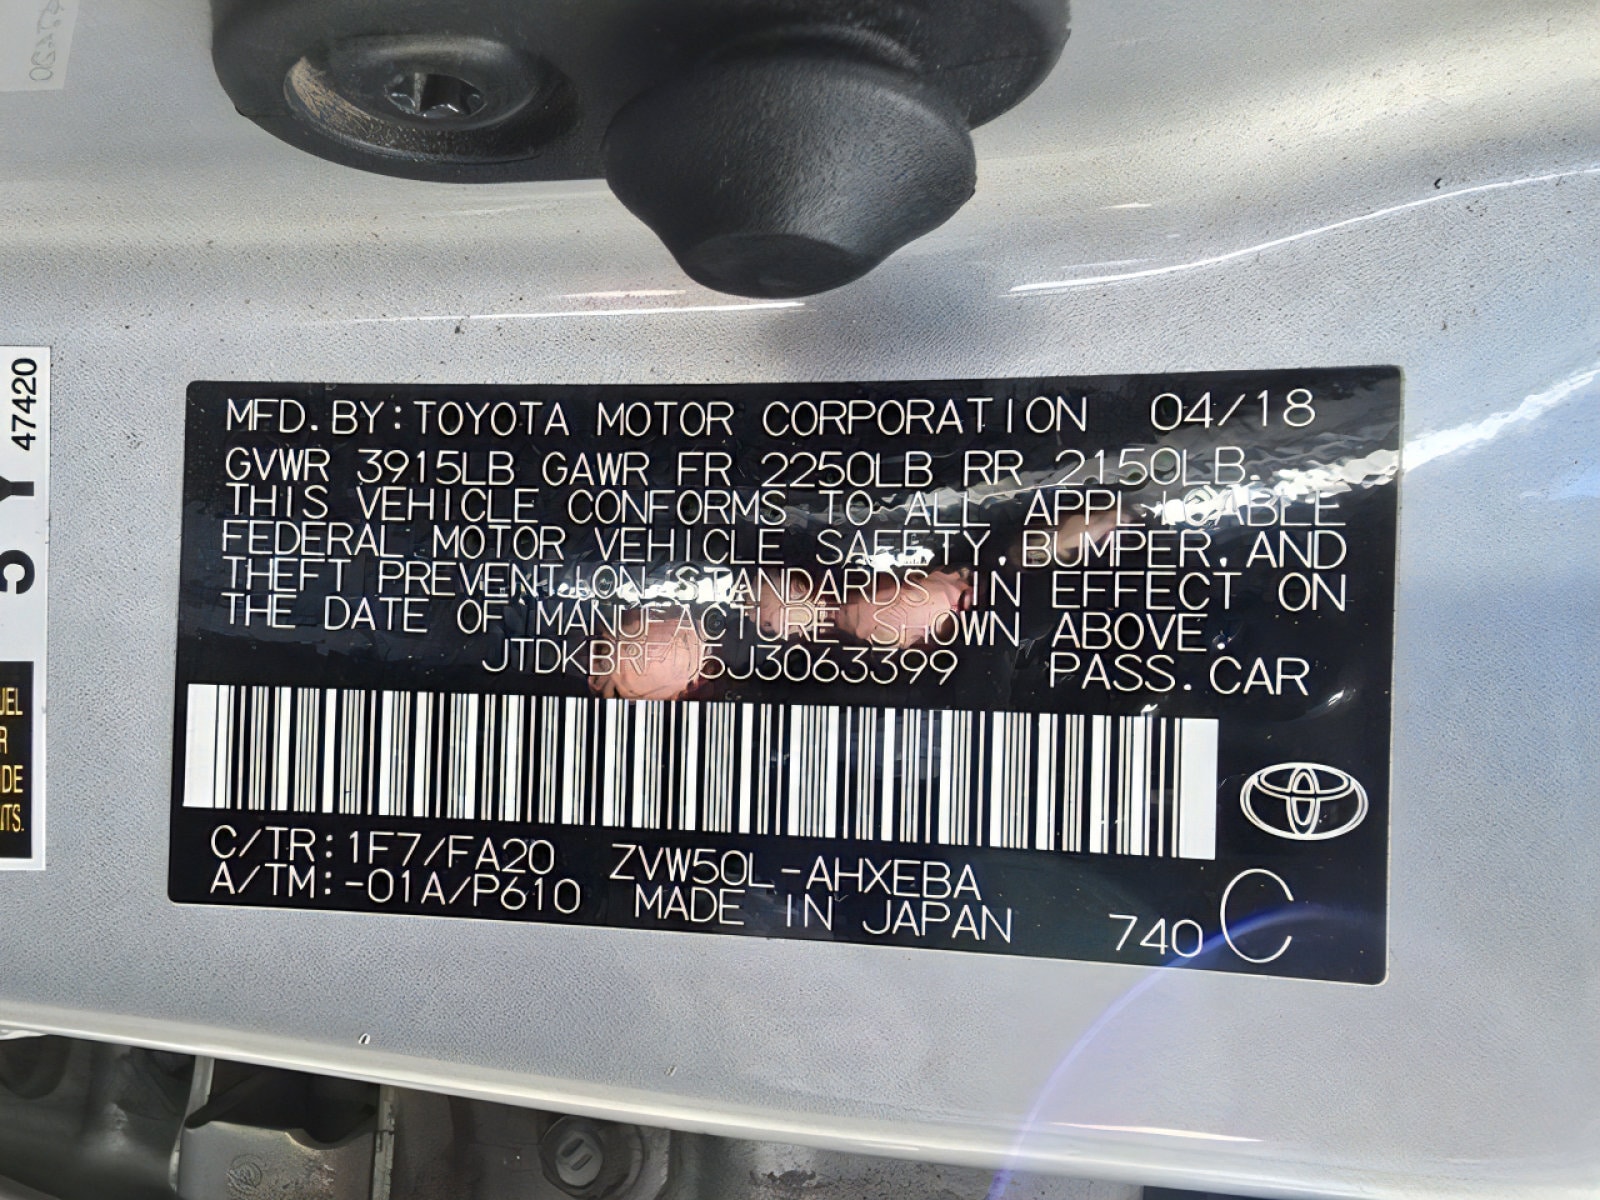 MFD.BY:TOYOTA MOTOR CORPORATION 04/18
GVWR 3915LB GAWR FR 2250LB RR 2150LB
THIS VEHICLE CONFORMS TO ALL APPLICABLE
FEDERAL MOTOR VEHICLE SAFETY,BUMPER,AND
THEFT PREVENTION STANDARDS IN EFFECT ON
THE DATE OF MANUFACTURE SHOWN ABOVE.
JTDKBRFU5J3063399 PASS.CAR
C/TR:1F7/FA20 ZVW50L-AHXEBA
A/TM:-01A/P610 MADE IN JAPAN
740 C
47420
5 Y